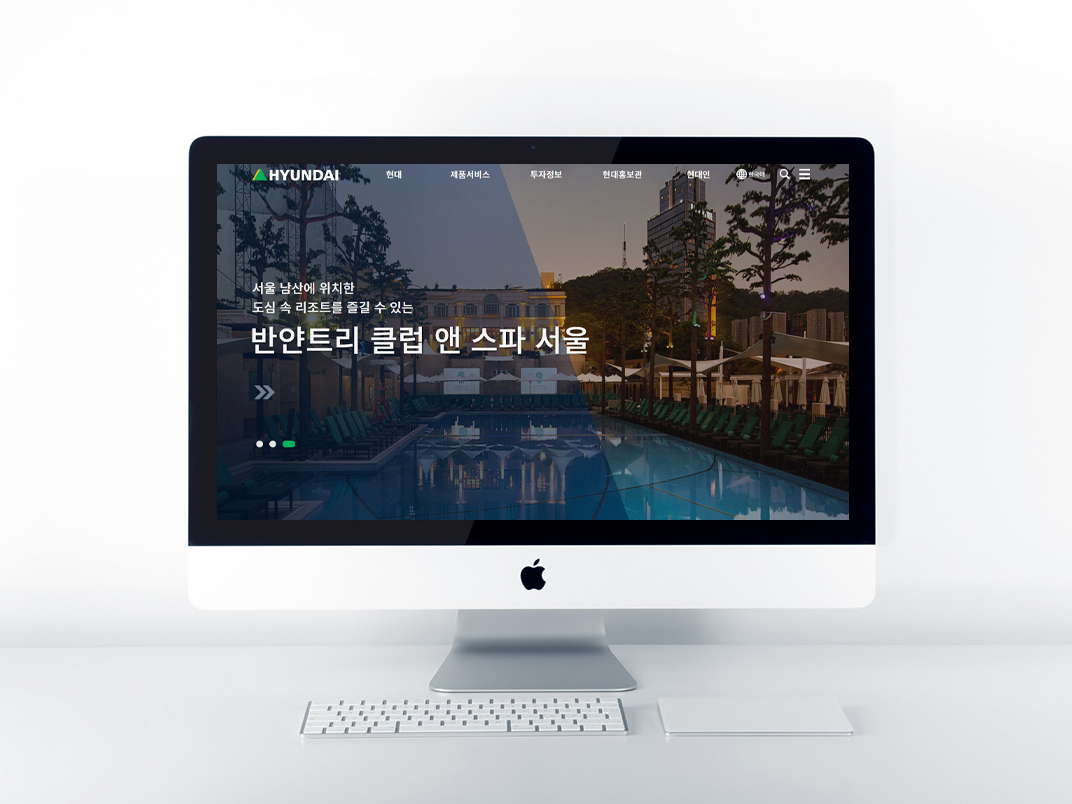 HYUNDAI
현대
제품서비스
투자정보
현대홍보관
현대인
한국어
서울 남산에 위치한
도심 속 리조트를 즐길 수 있는
반얀트리 클럽 앤 스파 서울